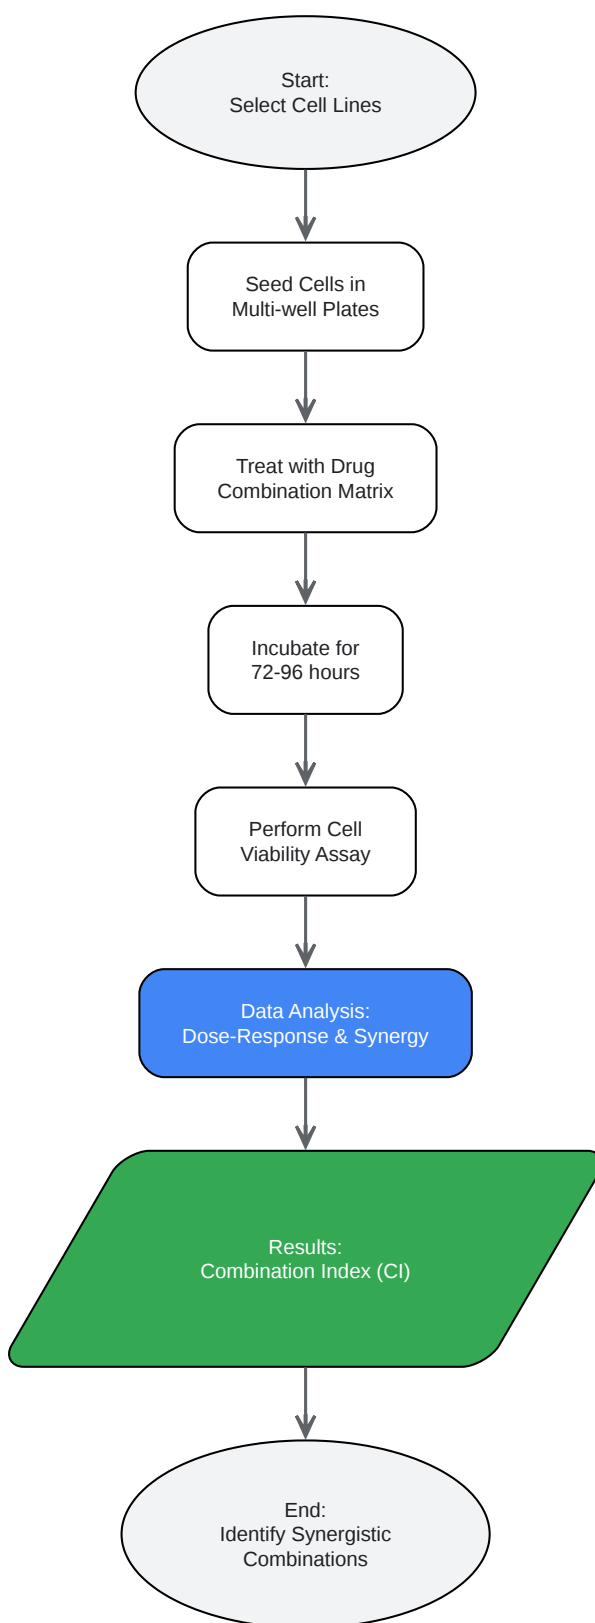 Start:
Select Cell Lines
Seed Cells in
Multi-well Plates
Treat with Drug
Combination Matrix
Incubate for
72-96 hours
Perform Cell
Viability Assay
Data Analysis:
Dose-Response & Synergy
Results:
Combination Index (CI)
End:
Identify Synergistic
Combinations